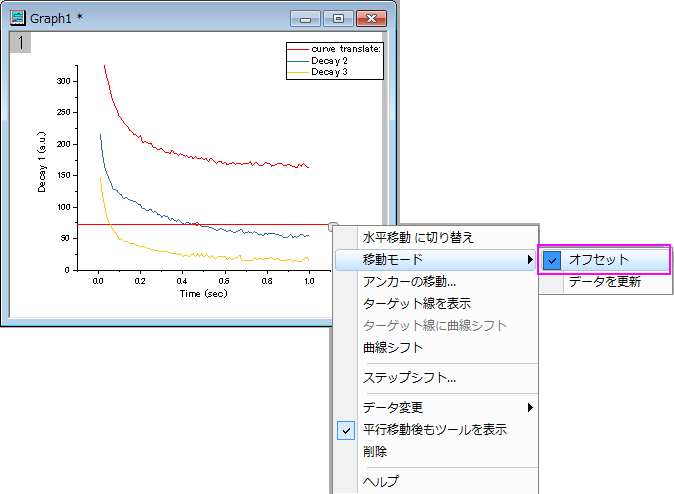 Graph1 *
1
curve translate:
Decay 2
Decay 3
300
250
200
150
100
50
0
Decay 1 (a.u.)
0.0 0.2 0.4 0.6 0.8 1.0
Time (sec)
水平移動 に切り替え
移動モード
アンカーの移動...
ターゲット線を表示
ターゲット線に曲線シフト
曲線シフト
ステップシフト...
データ変更
平行移動後もツールを表示
削除
ヘルプ
オフセット
データを更新